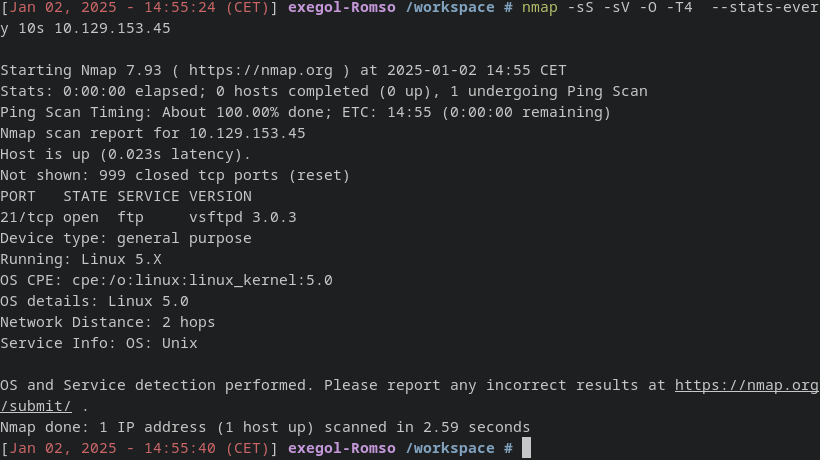 [Jan 02, 2025 - 14:55:24 (CET)] exegol-Romso /workspace # nmap -sS -sV -O -T4  --stats-ever
y 10s 10.129.153.45

Starting Nmap 7.93 ( https://nmap.org ) at 2025-01-02 14:55 CET
Stats: 0:00:00 elapsed; 0 hosts completed (0 up), 1 undergoing Ping Scan
Ping Scan Timing: About 100.00% done; ETC: 14:55 (0:00:00 remaining)
Nmap scan report for 10.129.153.45
Host is up (0.023s latency).
Not shown: 999 closed tcp ports (reset)
PORT   STATE SERVICE VERSION
21/tcp open  ftp     vsftpd 3.0.3
Device type: general purpose
Running: Linux 5.X
OS CPE: cpe:/o:linux:linux_kernel:5.0
OS details: Linux 5.0
Network Distance: 2 hops
Service Info: OS: Unix

OS and Service detection performed. Please report any incorrect results at https://nmap.org
/submit/ .
Nmap done: 1 IP address (1 host up) scanned in 2.59 seconds
[Jan 02, 2025 - 14:55:40 (CET)] exegol-Romso /workspace #